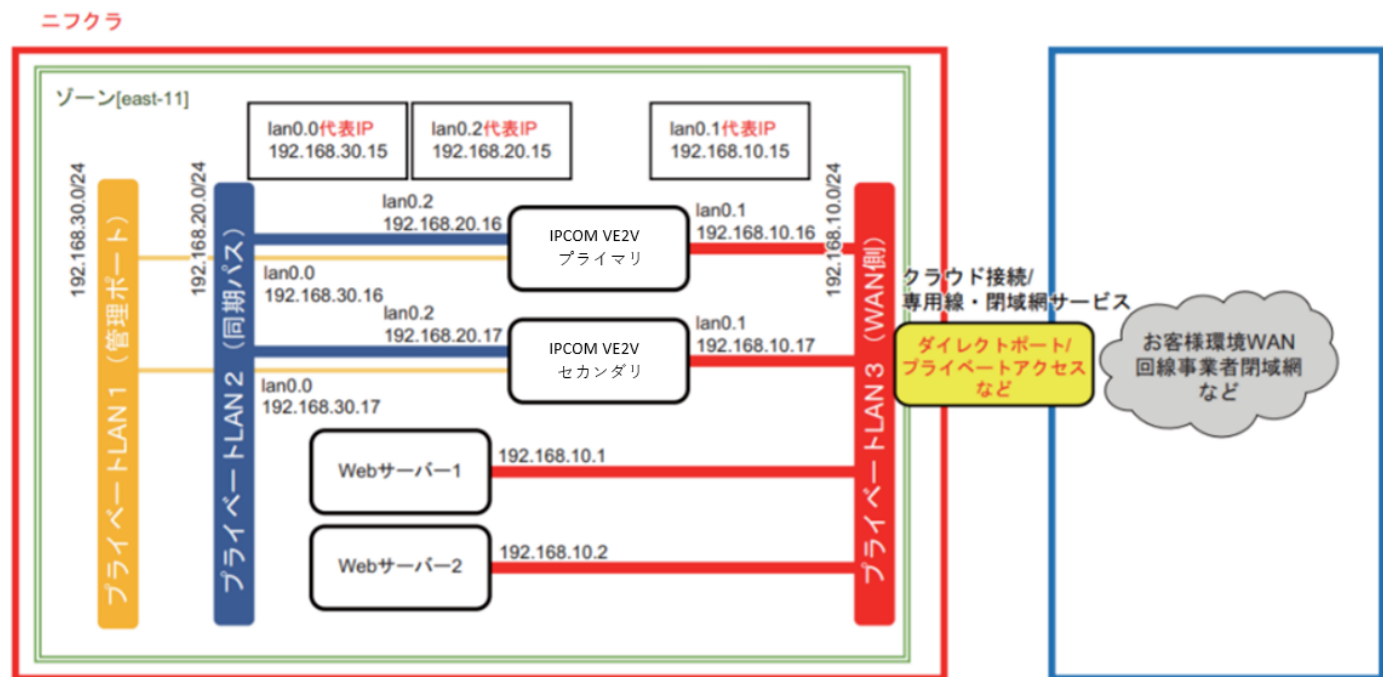 ニフクラ
ゾーン[east-11]
lan0.0代表IP
192.168.30.15
lan0.2代表IP
192.168.20.15
lan0.1代表IP
192.168.10.15
192.168.30.0/24
192.168.20.0/24
192.168.10.0/24
プライベートLAN1（管理ポート）
プライベートLAN2（同期パス）
プライベートLAN3（WAN側）
lan0.2
192.168.20.16
IPCOM VE2V
プライマリ
lan0.1
192.168.10.16
lan0.0
192.168.30.16
lan0.2
192.168.20.17
IPCOM VE2V
セカンダリ
lan0.1
192.168.10.17
lan0.0
192.168.30.17
Webサーバー1
192.168.10.1
Webサーバー2
192.168.10.2
クラウド接続/
専用線・閉域網サービス
ダイレクトポート/
プライベートアクセス
など
お客様環境WAN
回線事業者閉域網
など